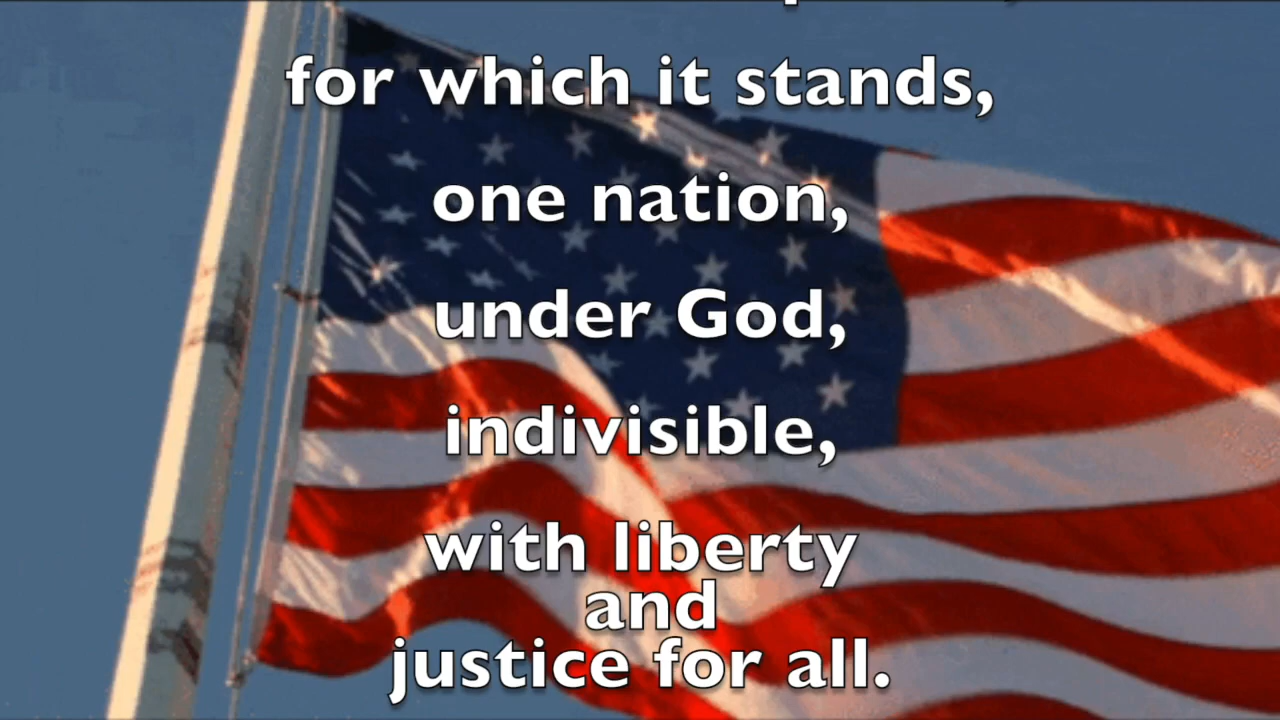 for which it stands,
one nation,
under God,
indivisible,
with liberty
and
justice for all.